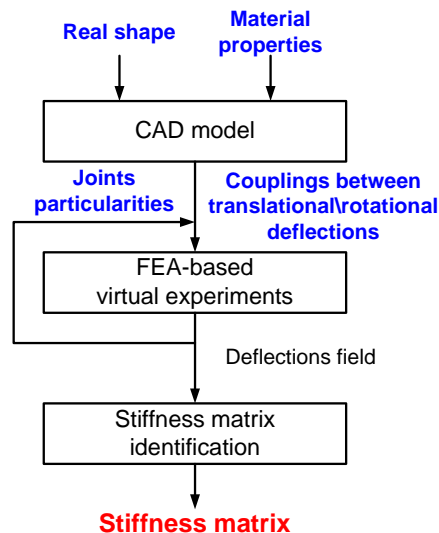 Real shape
Material
properties
CAD model
Joints
particularities
Couplings between
translational\rotational
deflections
FEA-based
virtual experiments
Deflections field
Stiffness matrix
identification
Stiffness matrix